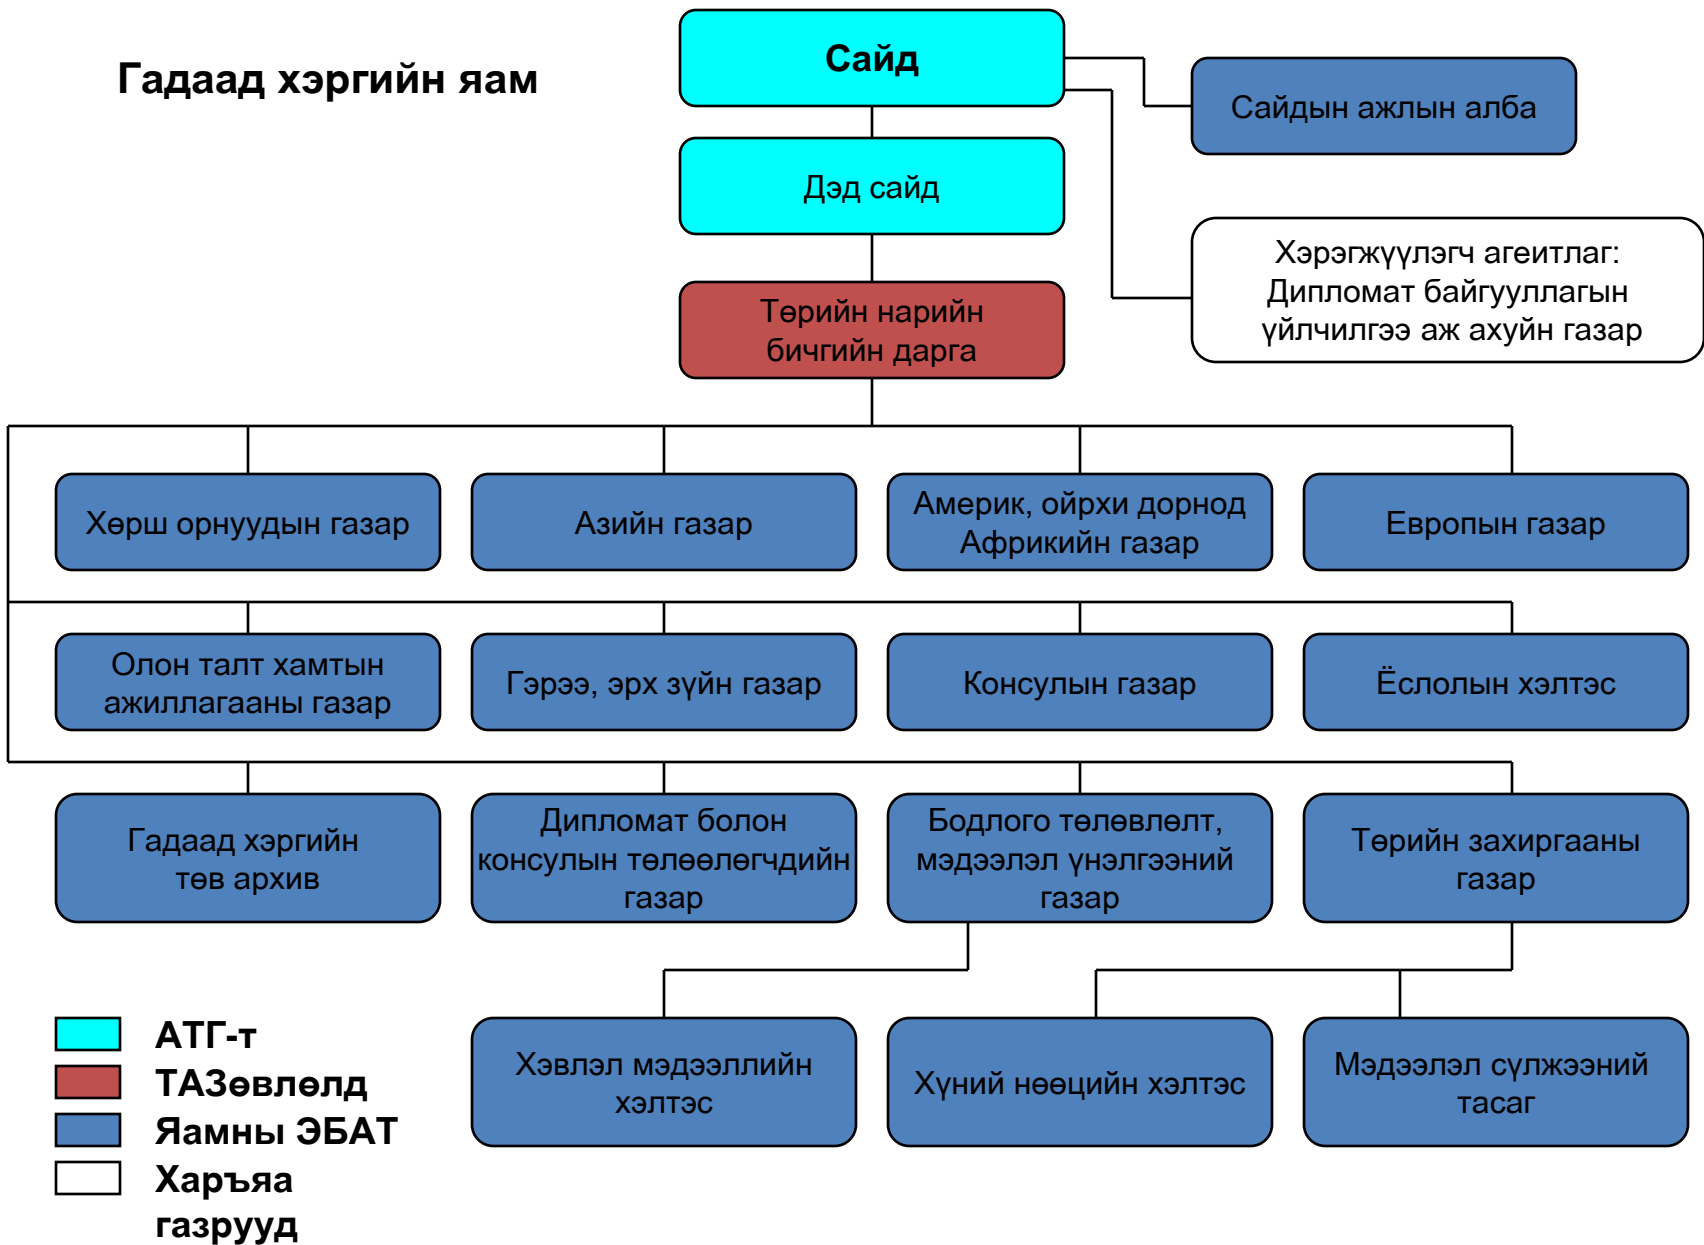 Гадаад хэргийн яам
Сайд
Сайдын ажлын алба
Дэд сайд
Хэрэгжүүлэгч агеитлаг:
Дипломат байгууллагын
үйлчилгээ аж ахуйн газар
Төрийн нарийн
бичгийн дарга
Хөрш орнуудын газар
Азийн газар
Америк, ойрхи дорнод
Африкийн газар
Европын газар
Олон талт хамтын
ажиллагааны газар
Гэрээ, эрх зүйн газар
Консулын газар
Ёслолын хэлтэс
Гадаад хэргийн
төв архив
Дипломат болон
консулын төлөөлөгчдийн
газар
Бодлого төлөвлөлт,
мэдээлэл үнэлгээний
газар
Төрийн захиргааны
газар
Хэвлэл мэдээллийн
хэлтэс
Хүний нөөцийн хэлтэс
Мэдээлэл сүлжээний
тасаг
АТГ-т
ТАЗөвлөлд
Яамны ЭБАТ
Харъяа
газрууд